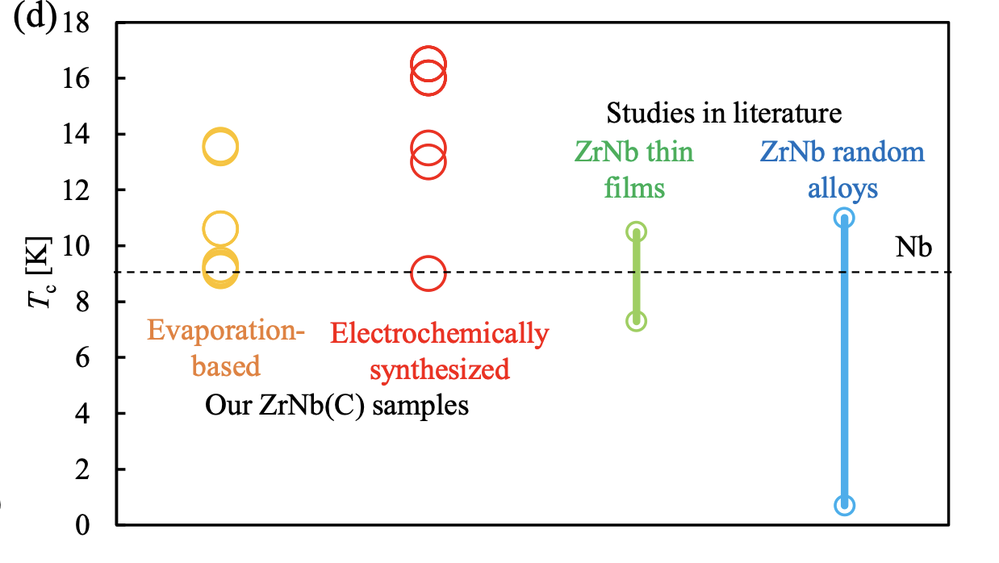 (d)
18
16
14
12
10
8
6
4
2
0
Tc [K]
Studies in literature
ZrNb thin
films
ZrNb random
alloys
Nb
Evaporation-
based
Electrochemically
synthesized
Our ZrNb(C) samples